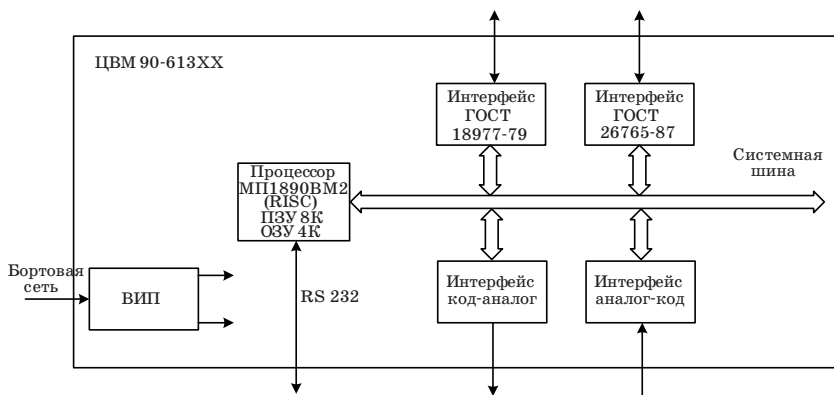 ЦВМ 90-613ХХ
Интерфейс
ГОСТ
18977-79
Интерфейс
ГОСТ
26765-87
Системная
шина
Процессор
МП1890ВМ2
(RISC)
ПЗУ 8К
ОЗУ 4К
Бортовая
сеть
ВИП
RS 232
Интерфейс
код-аналог
Интерфейс
аналог-код